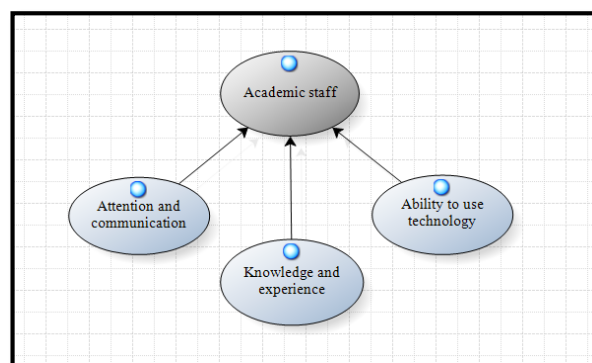 Academic staff
Attention and
communication
Ability to use
technology
Knowledge and
experience